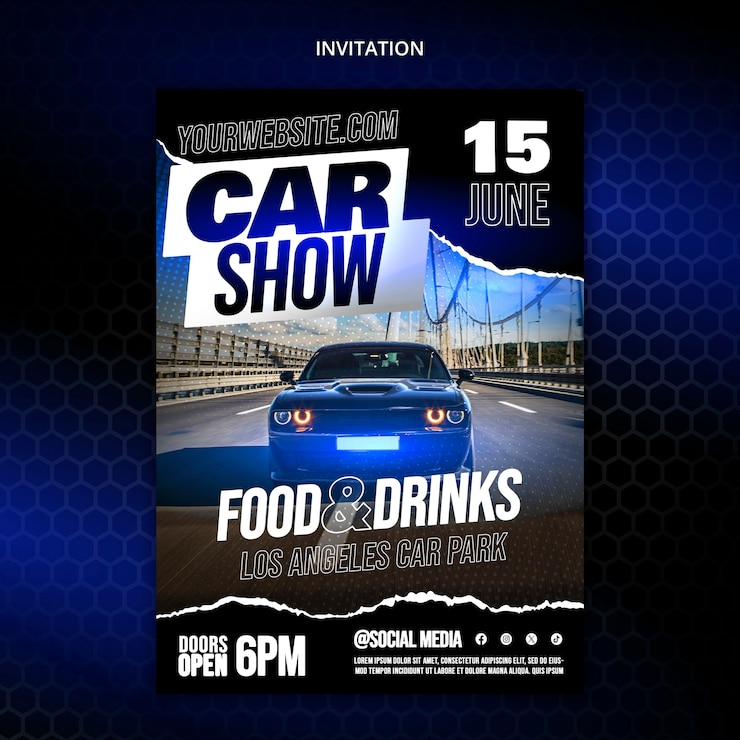 INVITATION
YOURWEBSITE.COM
15
JUNE
CAR
SHOW
FOOD&DRINKS
LOS ANGELES CAR PARK
DOORS
OPEN 6PM
@SOCIAL MEDIA
LOREM IPSUM DOLOR SIT AMET, CONSECTETUR ADIPISCING ELIT, SED DO EIUS-
MOD TEMPOR INCIDIDUNT UT LABORE ET DOLORE MAGNA ALIQUA. UT ENIM IPSUM